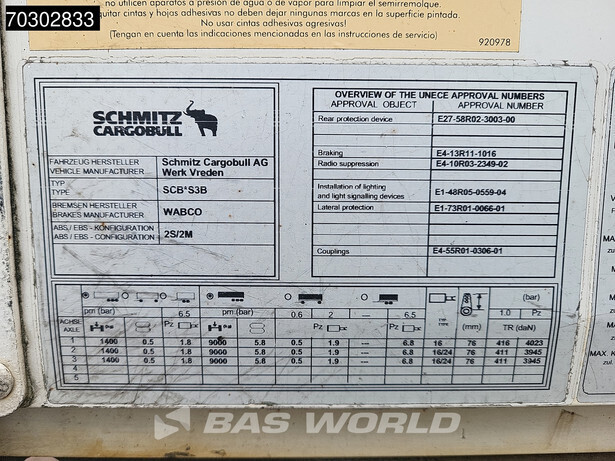 70302833
no utilicen aparatos a presión de agua o de vapor para limpiar el semirremolque.
quitar cintas y hojas adhesivas no deben dejar ningunas marcas en la superficie pintada.
No usar cintas adhesivas agresivas!
(Tengan en cuenta las indicaciones mencionadas en las instrucciones de servicio)
920978
SCHMITZ
CARGOBULL
FAHRZEUG HERSTELLER
VEHICLE MANUFACTURER
Schmitz Cargobull AG
Werk Vreden
TYP
TYPE
SCB*S3B
BREMSEN HERSTELLER
BRAKES MANUFACTURER
WABCO
ABS / EBS - KONFIGURATION
ABS / EBS - CONFIGURATION
2S/2M
OVERVIEW OF THE UNECE APPROVAL NUMBERS
APPROVAL OBJECT APPROVAL NUMBER
Rear protection device E27-58R02-3003-00
Braking E4-13R11-1016
Radio suppression E4-10R03-2349-02
Installation of lighting
and light signalling devices E1-48R05-0559-04
Lateral protection E1-73R01-0066-01
Couplings E4-55R01-0306-01
pm (bar) 6.5 pm (bar) 0.6 2 --- 6.5 (bar)
1.0 Pz
ACHSE
AXLE
Pz Pz Pz (mm) TR (daN)
1 1400 0.5 1.8 9000 5.8 0.5 1.9 --- 6.8 16 76 416 4023
2 1400 0.5 1.8 9000 5.8 0.5 1.9 --- 6.8 16/24 76 411 3945
3 1400 0.5 1.8 9000 5.8 0.5 1.9 --- 6.8 16/24 76 411 3945
4
5
BAS WORLD